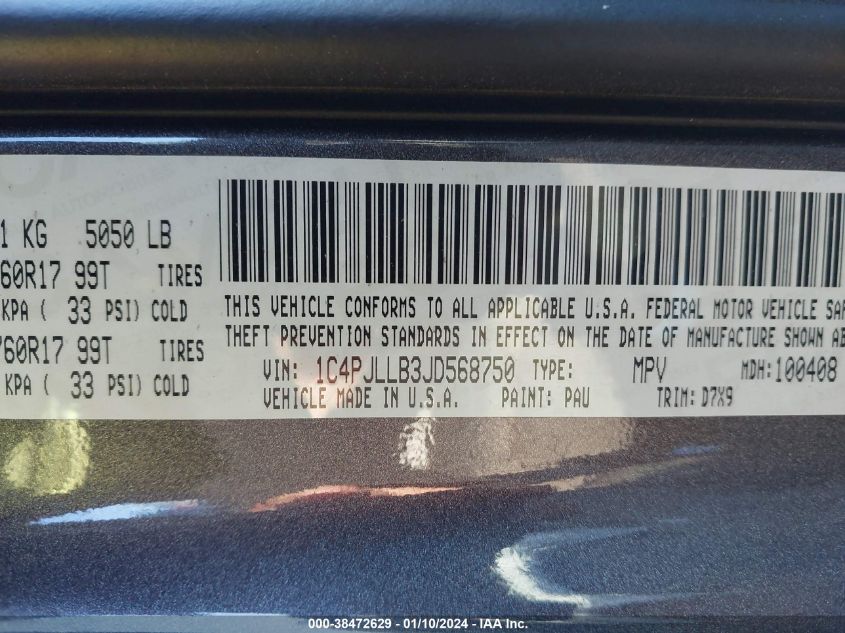 1 KG 5050 LB
60R17 99T TIRES
KPA ( 33 PSI) COLD
/60R17 99T TIRES
KPA ( 33 PSI) COLD
THIS VEHICLE CONFORMS TO ALL APPLICABLE U.S.A. FEDERAL MOTOR VEHICLE SAF
THEFT PREVENTION STANDARDS IN EFFECT ON THE DATE OF MANUFACTURE SHOWN AB
VIN: 1C4PJLLB3JD568750 TYPE: MPV MDH:100408
VEHICLE MADE IN U.S.A. PAINT: PAU TRIM: D7X9
000-38472629 - 01/10/2024 - IAA Inc.